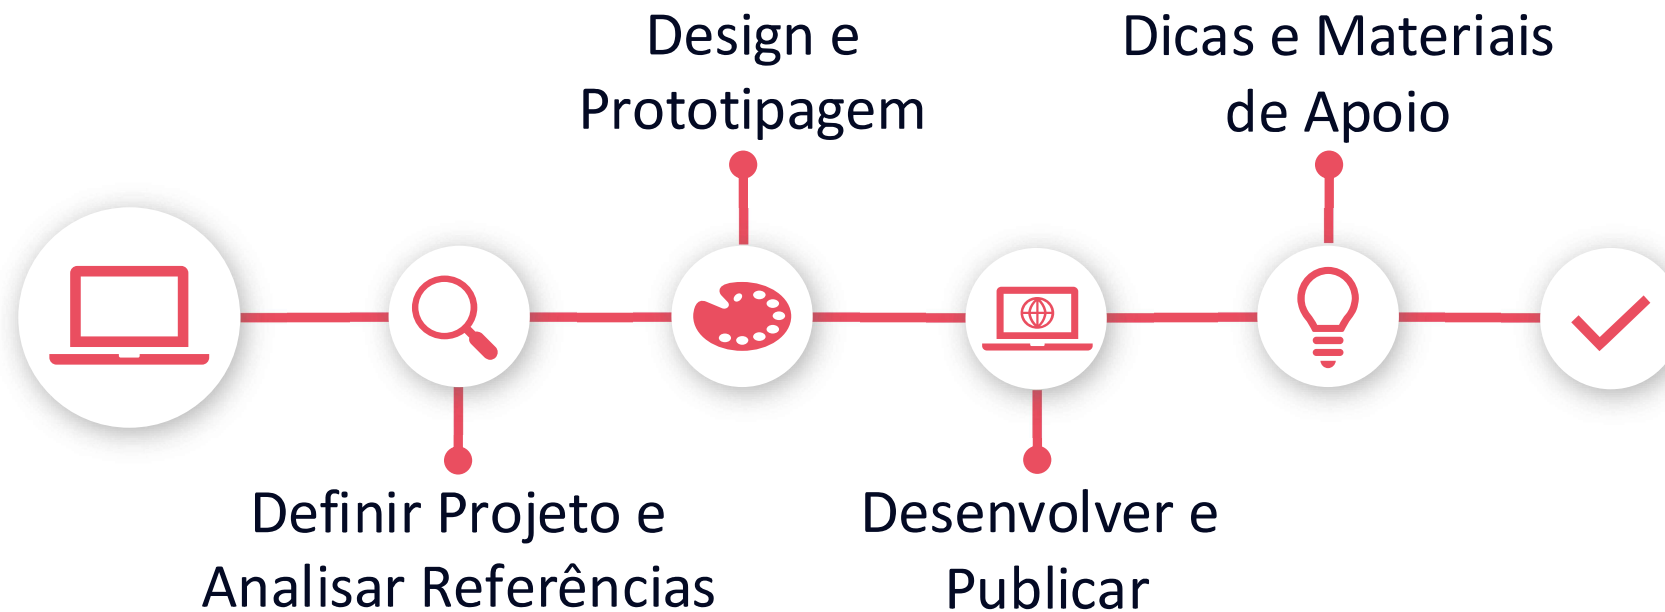 Design e
Prototipagem
Dicas e Materiais
de Apoio
Definir Projeto e
Analisar Referências
Desenvolver e
Publicar